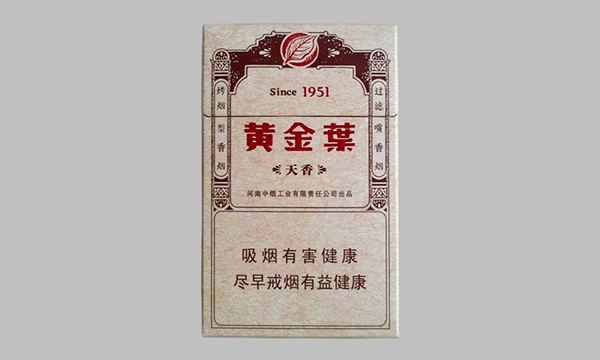 Since 1951
烤烟型香烟
过滤嘴香烟
黄金葉
天香
河南中烟工业有限责任公司出品
吸烟有害健康
尽早戒烟有益健康